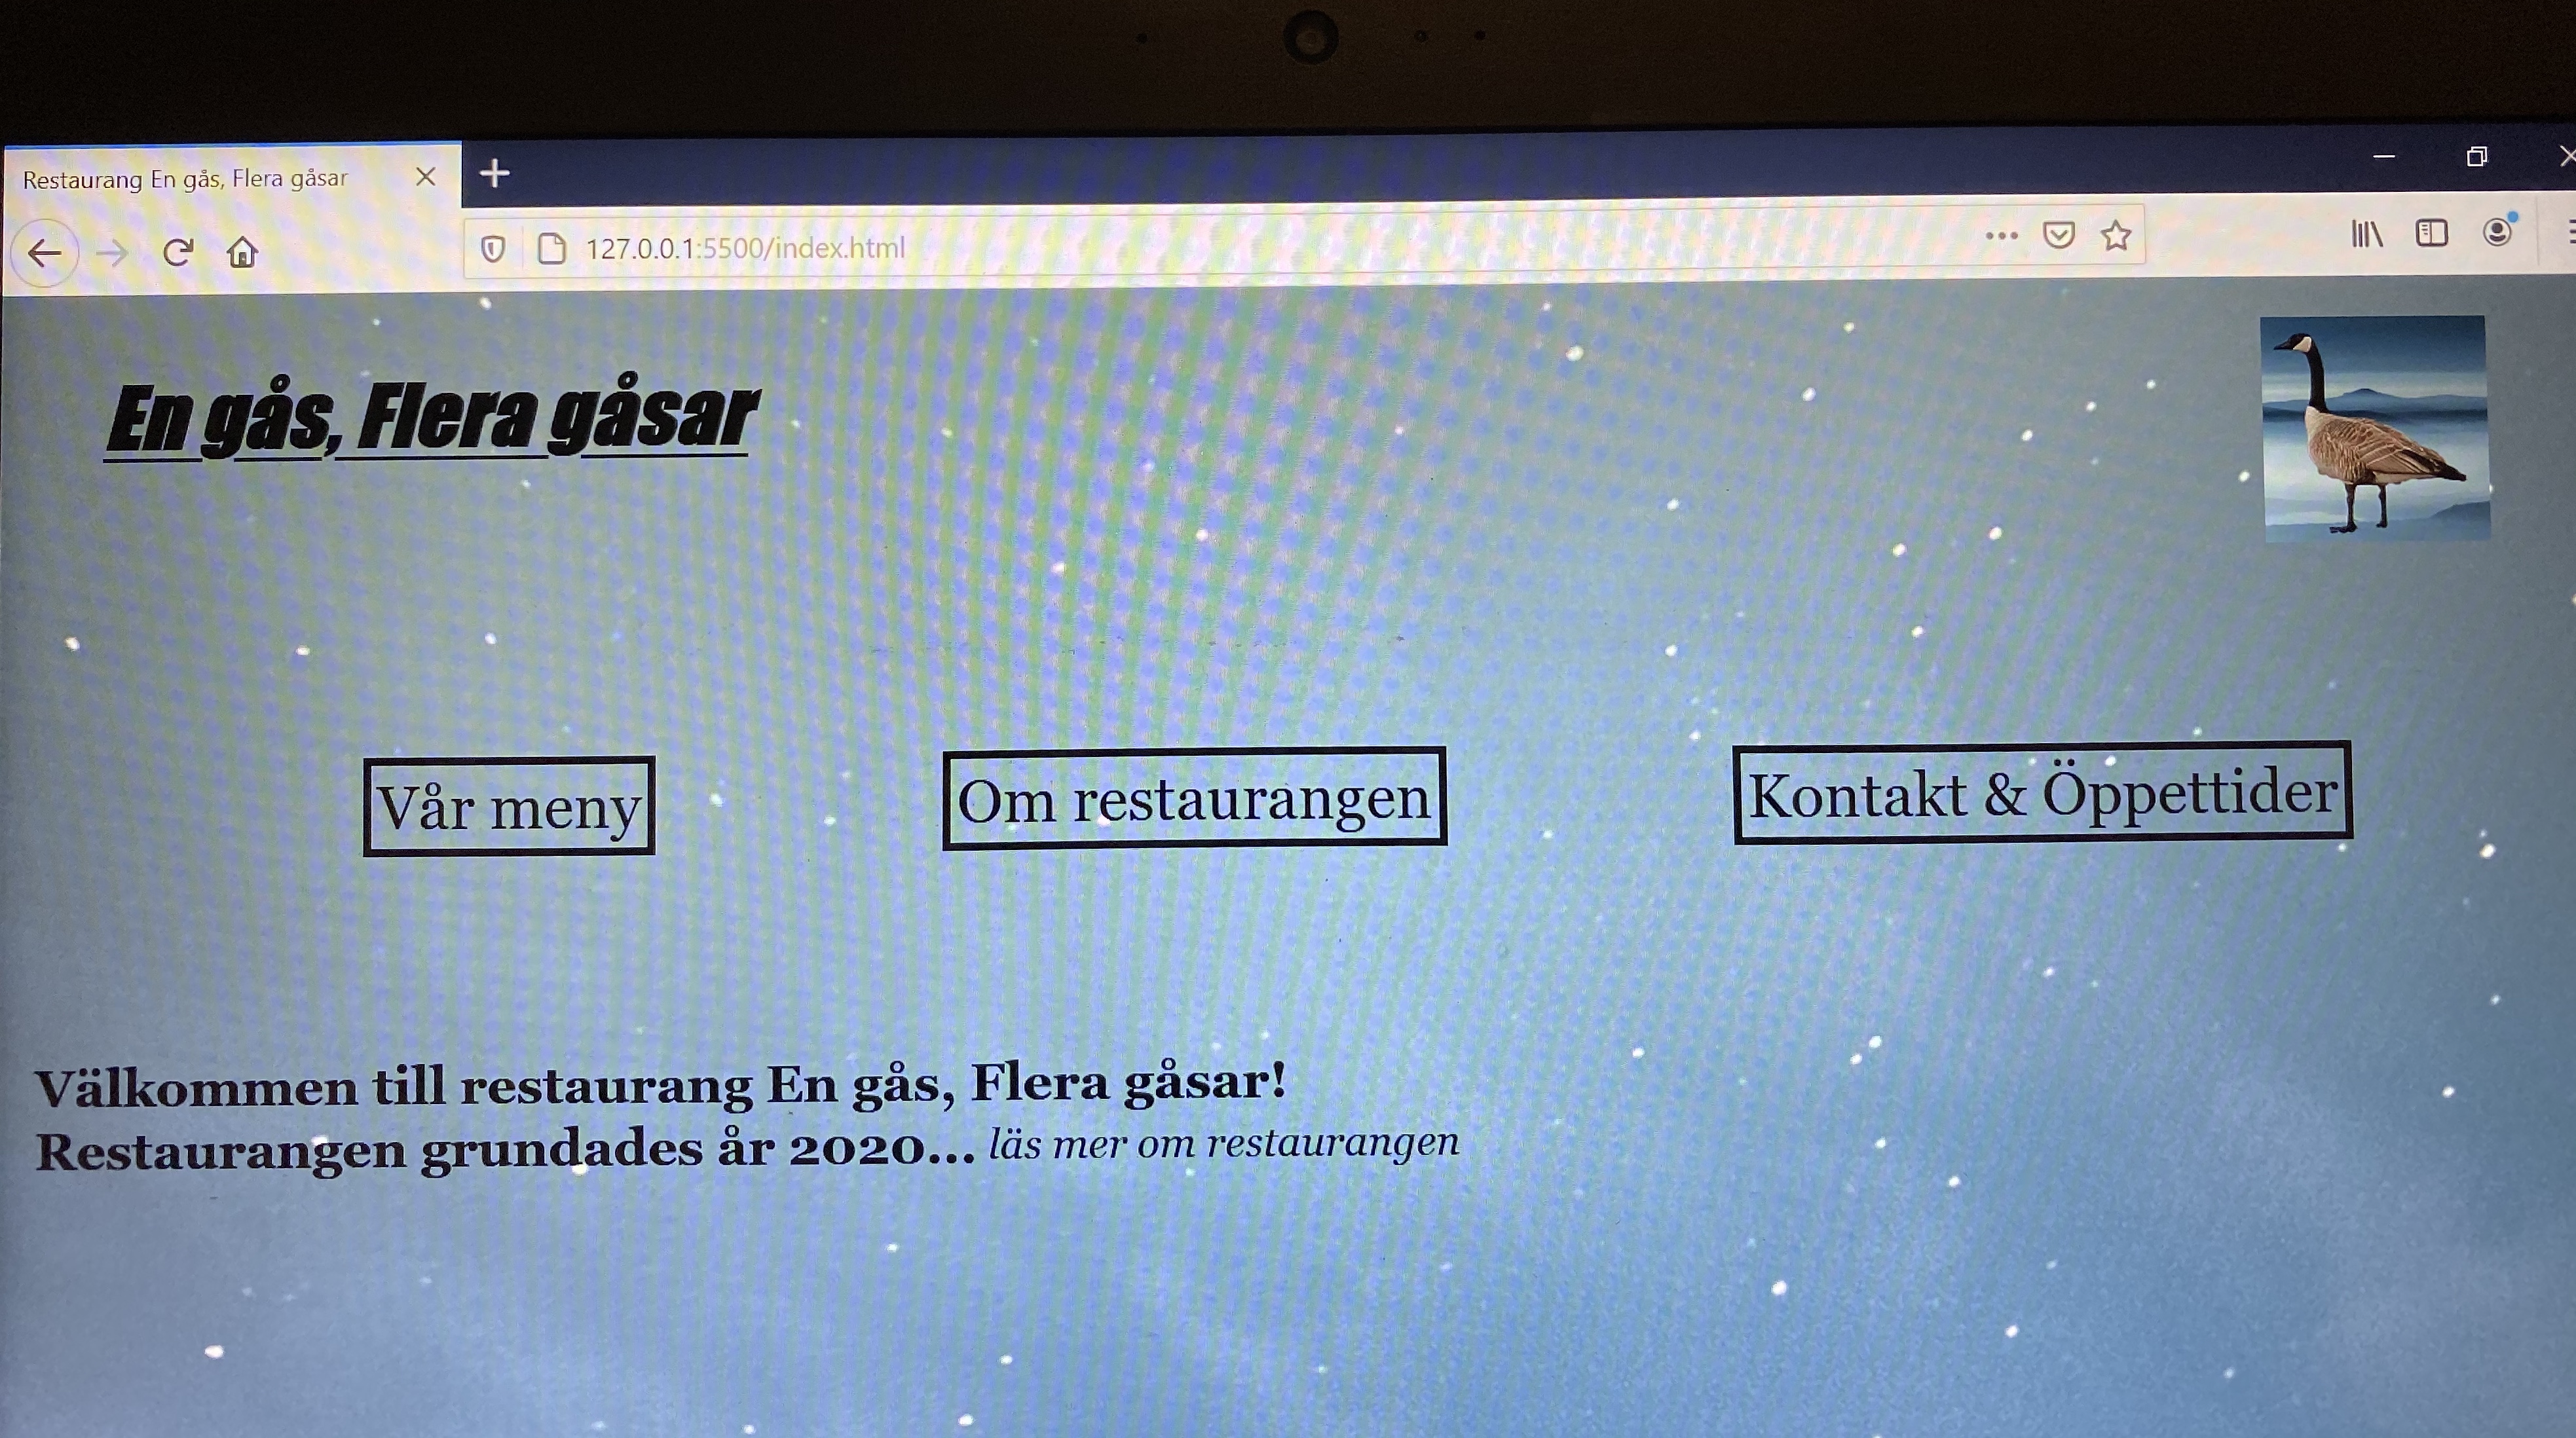 Restaurang En gås, Flera gåsar
127.0.0.1:5500/index.html
En gås, Flera gåsar
Vår meny
Om restaurangen
Kontakt & Öppettider
Välkommen till restaurang En gås, Flera gåsar!
Restaurangen grundades år 2020... läs mer om restaurangen